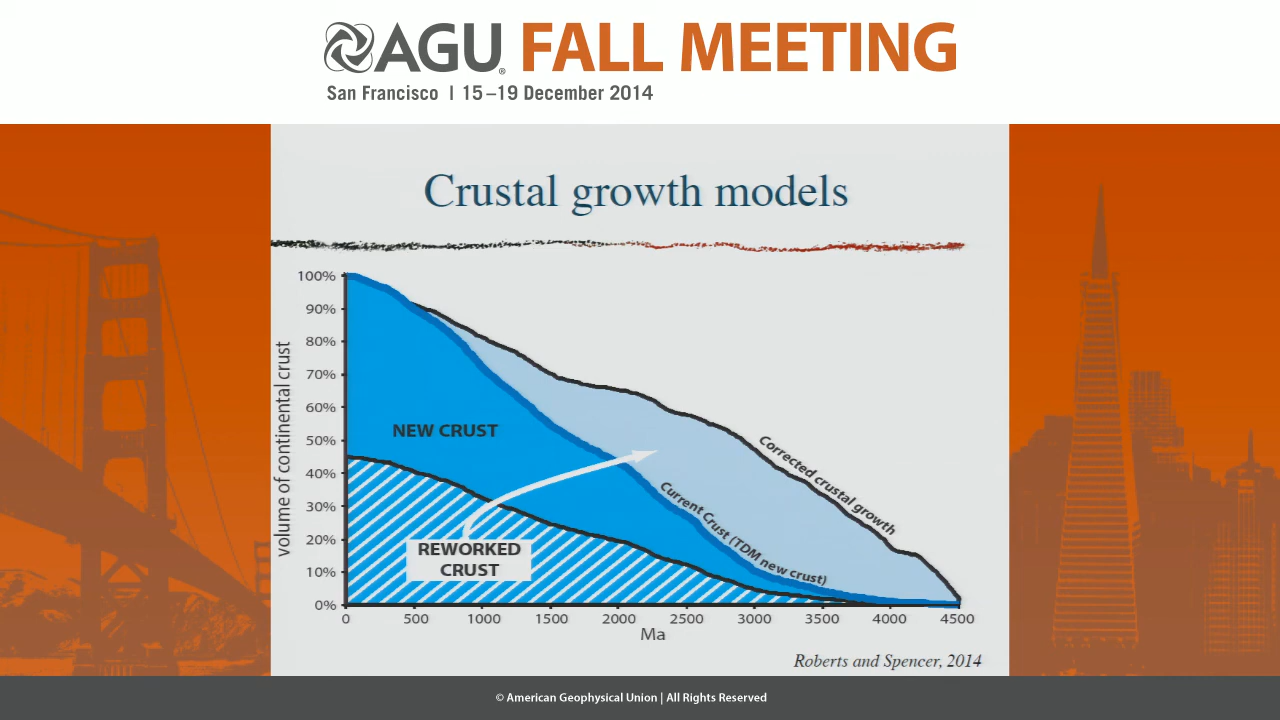 AGU® FALL MEETING
San Francisco | 15–19 December 2014
Crustal growth models
100%
90%
80%
70%
60%
50%
40%
30%
20%
10%
0%
volume of continental crust
NEW CRUST
REWORKED
CRUST
Corrected crustal growth
Current Crust (TDM new crust)
0 500 1000 1500 2000 2500 3000 3500 4000 4500
Ma
Roberts and Spencer, 2014
© American Geophysical Union | All Rights Reserved